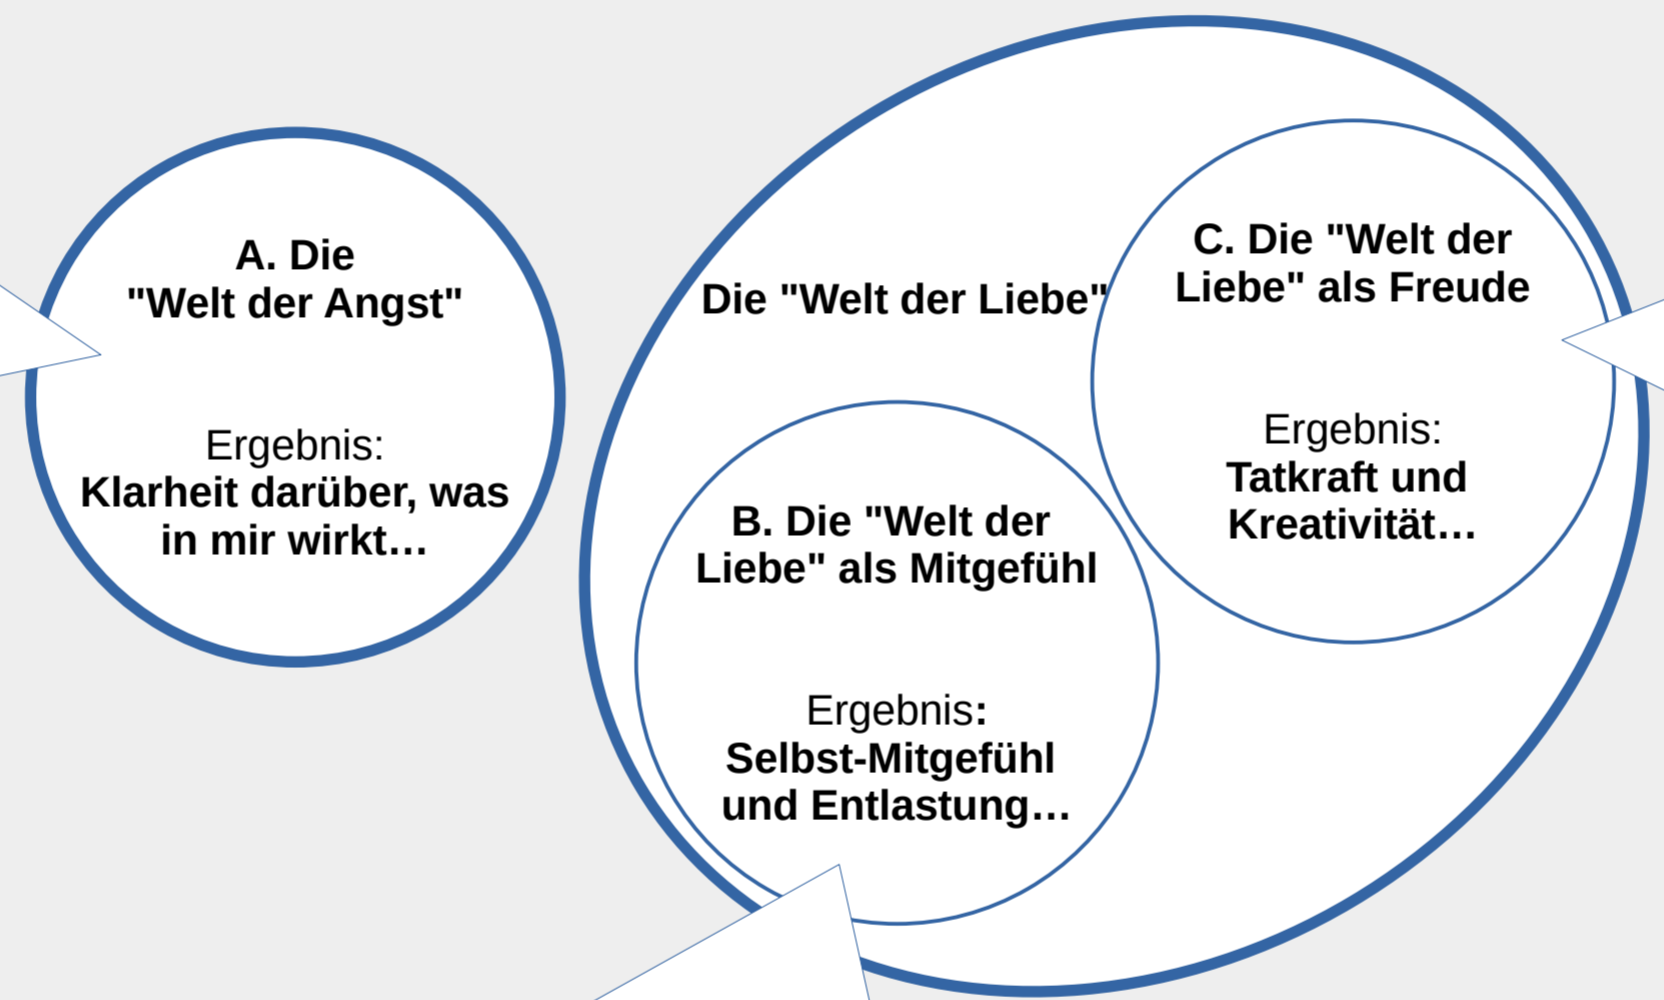 A. Die
"Welt der Angst"
Ergebnis:
Klarheit darüber, was
in mir wirkt...
Die "Welt der Liebe"
B. Die "Welt der
Liebe" als Mitgefühl
Ergebnis:
Selbst-Mitgefühl
und Entlastung...
C. Die "Welt der
Liebe" als Freude
Ergebnis:
Tatkraft und
Kreativität...